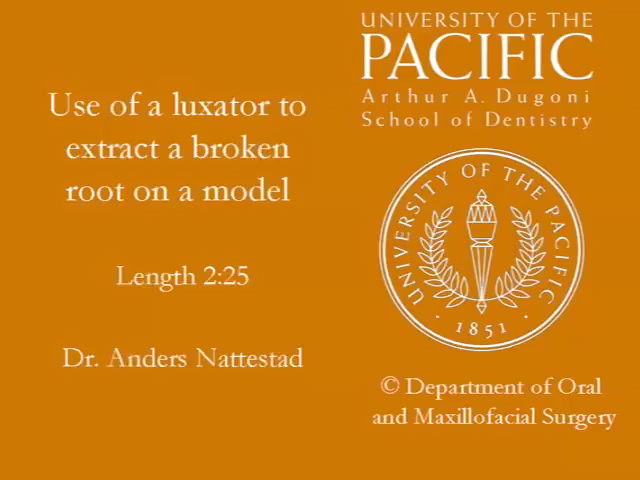 Use of a luxator to
extract a broken
root on a model
Length 2:25
Dr. Anders Nattestad
UNIVERSITY OF THE
PACIFIC
Arthur A. Dugoni
School of Dentistry
UNIVERSITY OF THE PACIFIC
· 1851 ·
© Department of Oral
and Maxillofacial Surgery